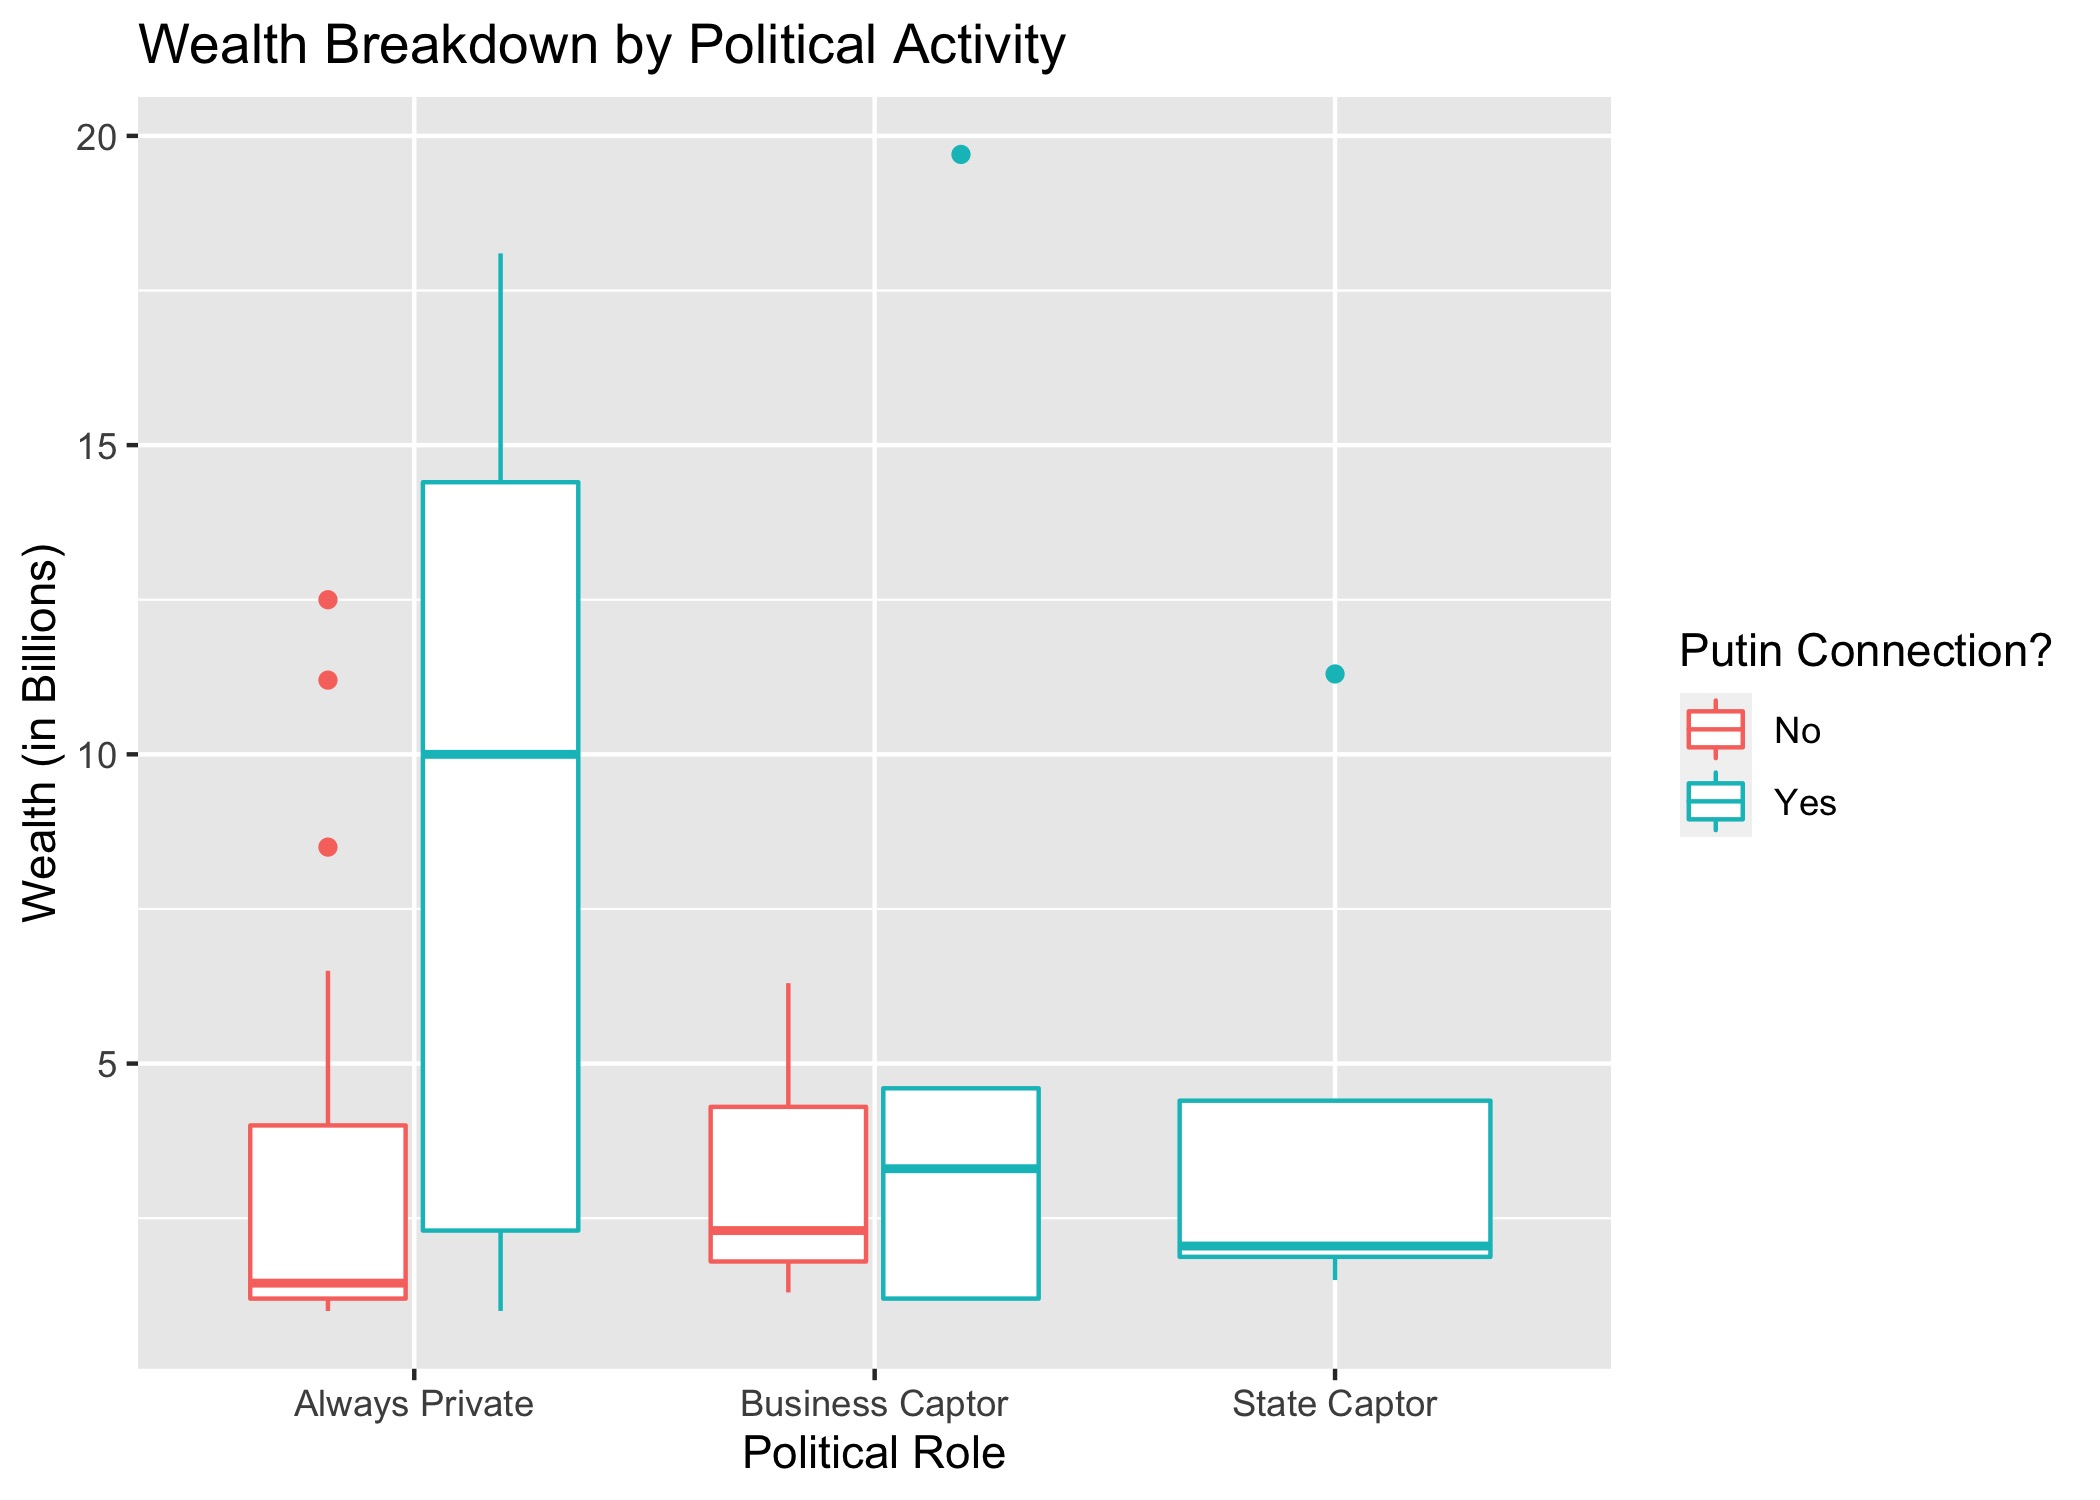 Wealth Breakdown by Political Activity
20
15
10
5
Wealth (in Billions)
Always Private
Business Captor
State Captor
Political Role
Putin Connection?
No
Yes